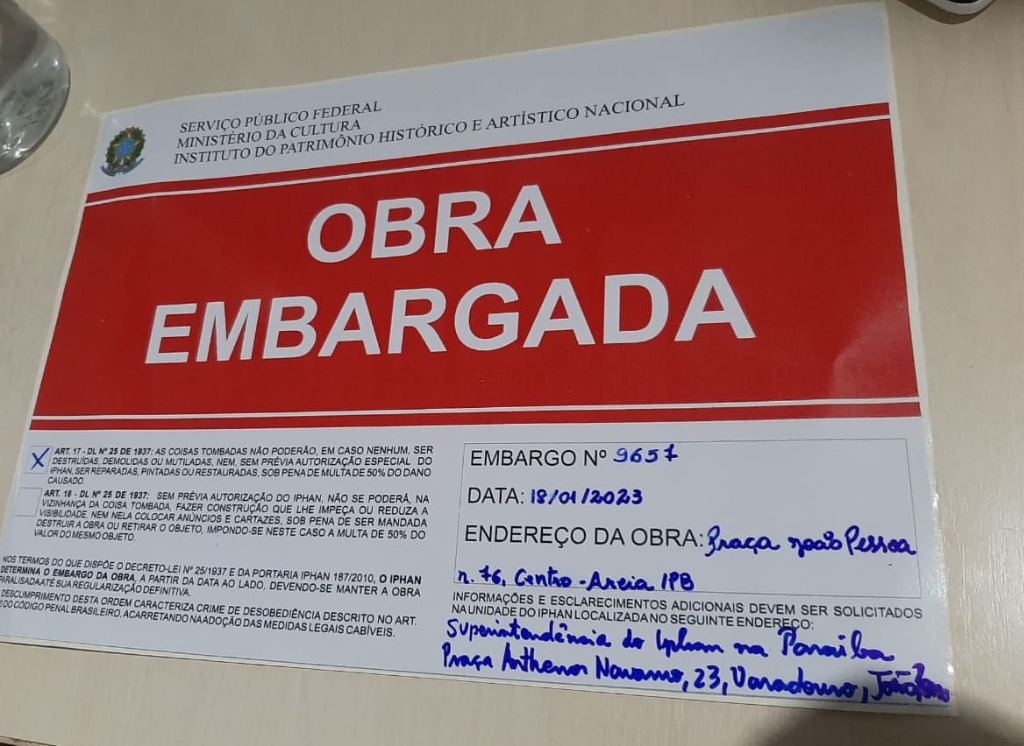 SERVIÇO PÚBLICO FEDERAL
MINISTÉRIO DA CULTURA
INSTITUTO DO PATRIMÔNIO HISTÓRICO E ARTÍSTICO NACIONAL
OBRA
EMBARGADA
X ART. 17 - DL Nº 25 DE 1937: AS COISAS TOMBADAS NÃO PODERÃO, EM CASO NENHUM, SER
DESTRUÍDAS, DEMOLIDAS OU MUTILADAS, NEM, SEM PRÉVIA AUTORIZAÇÃO ESPECIAL DO
IPHAN, SER REPARADAS, PINTADAS OU RESTAURADAS, SOB PENA DE MULTA DE 50% DO DANO
CAUSADO.
ART. 18 - DL Nº 25 DE 1937: SEM PRÉVIA AUTORIZAÇÃO DO IPHAN, NÃO SE PODERÁ, NA
VIZINHANÇA DA COISA TOMBADA, FAZER CONSTRUÇÃO QUE LHE IMPEÇA OU REDUZA A
VISIBILIDADE, NEM NELA COLOCAR ANÚNCIOS E CARTAZES, SOB PENA DE SER MANDADA
DESTRUIR A OBRA OU RETIRAR O OBJETO, IMPONDO-SE NESTE CASO A MULTA DE 50% DO
VALOR DO MESMO OBJETO.
NOS TERMOS DO QUE DISPÕE O DECRETO-LEI Nº 25/1937 E DA PORTARIA IPHAN 187/2010, O IPHAN
DETERMINA O EMBARGO DA OBRA, A PARTIR DA DATA AO LADO, DEVENDO-SE MANTER A OBRA
PARALISADA ATÉ SUA REGULARIZAÇÃO DEFINITIVA.
DESCUMPRIMENTO DESTA ORDEM CARACTERIZA CRIME DE DESOBEDIÊNCIA DESCRITO NO ART.
DO CÓDIGO PENAL BRASILEIRO, ACARRETANDO NA ADOÇÃO DAS MEDIDAS LEGAIS CABÍVEIS.
EMBARGO Nº 9657
DATA: 18/01/2023
ENDEREÇO DA OBRA: Praça João Pessoa
n. 76, Centro - Areia IPB
INFORMAÇÕES E ESCLARECIMENTOS ADICIONAIS DEVEM SER SOLICITADOS
NA UNIDADE DO IPHAN LOCALIZADA NO SEGUINTE ENDEREÇO:
Superintendência do Iphan na Paraíba
Praça Anthenor Navarro, 23, Varadouro, João